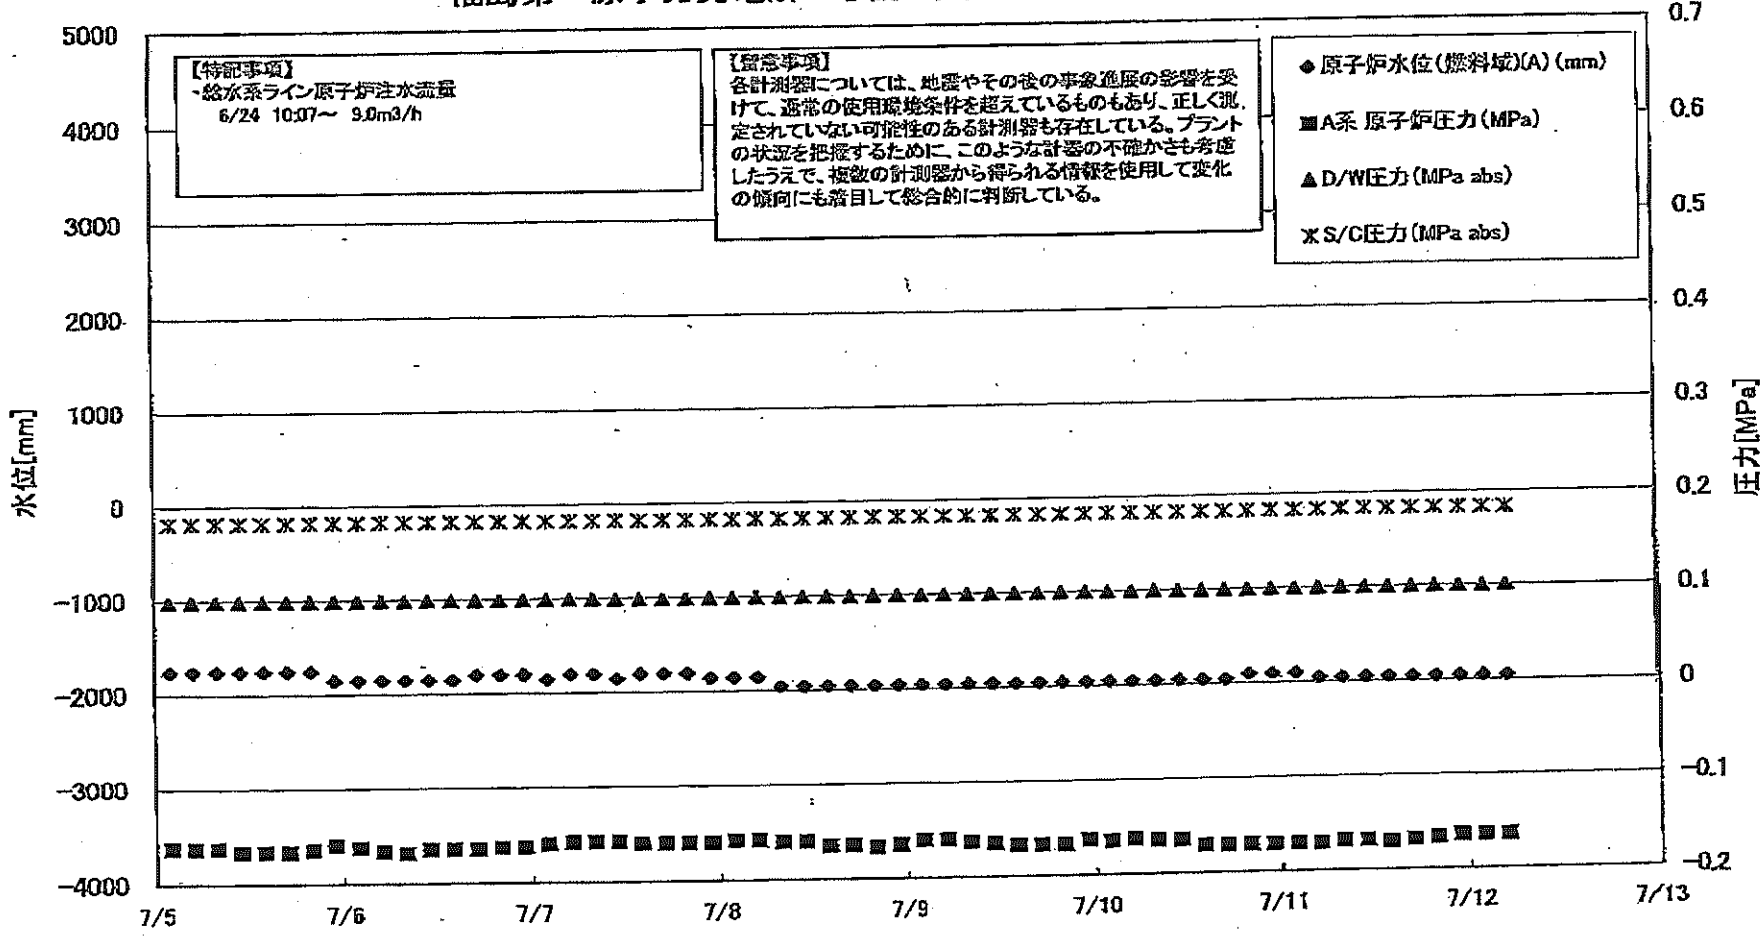 5000
4000
3000
2000
1000
0
-1000
-2000
-3000
-4000
水位[mm]
【特記事項】
・給水系ライン原子炉注水流量
6/24 10:07～ 9.0m3/h
【留意事項】
各計測器については、地震やその後の事象進展の影響を受
けて、通常の使用環境条件を超えているものもあり、正しく測
定されていない可能性のある計測器も存在している。プラント
の状況を把握するために、このような計器の不確かさも考慮
したうえで、複数の計測器から得られる情報を使用して変化
の傾向にも着目して総合的に判断している。
原子炉水位(燃料域)(A)(mm)
A系 原子炉圧力(MPa)
D/W圧力(MPa abs)
S/C圧力(MPa abs)
0.7
0.6
0.5
0.4
0.3
0.2
0.1
0
-0.1
-0.2
圧力[MPa]
7/5 7/6 7/7 7/8 7/9 7/10 7/11 7/12 7/13